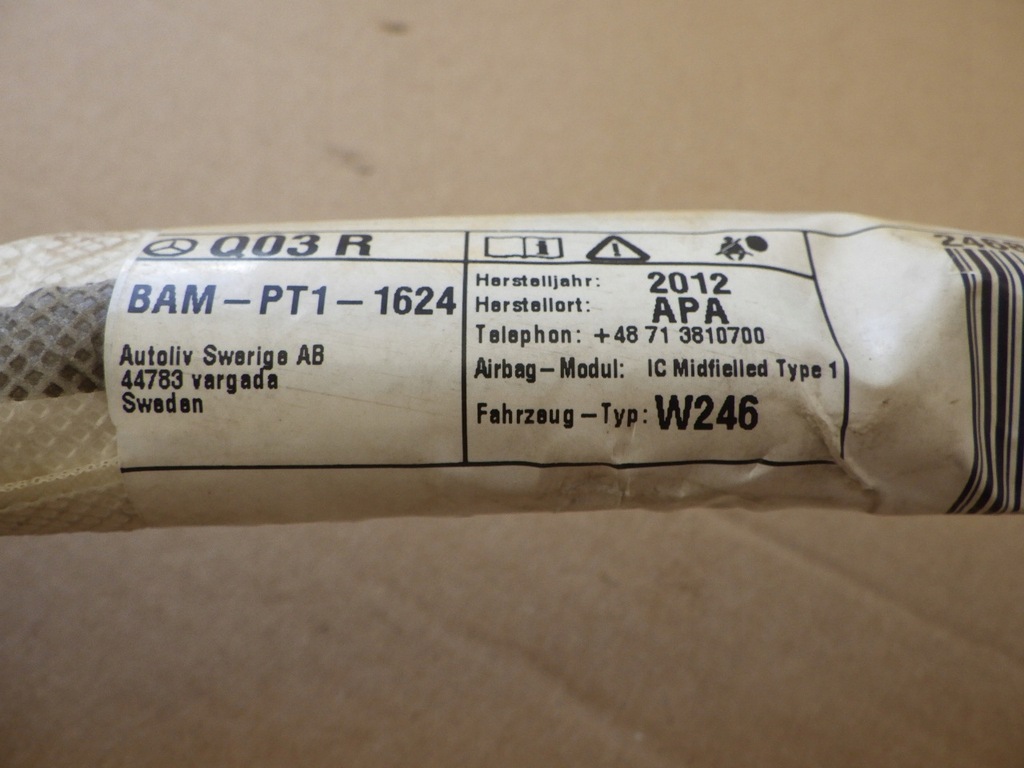 Q03 R
BAM-PT1-1624
Autoliv Swerige AB
44783 vargada
Sweden
i
!
Herstelljahr: 2012
Herstellort: APA
Telephon: +48 71 3810700
Airbag-Modul: IC Midfielled Type 1
Fahrzeug-Typ: W246